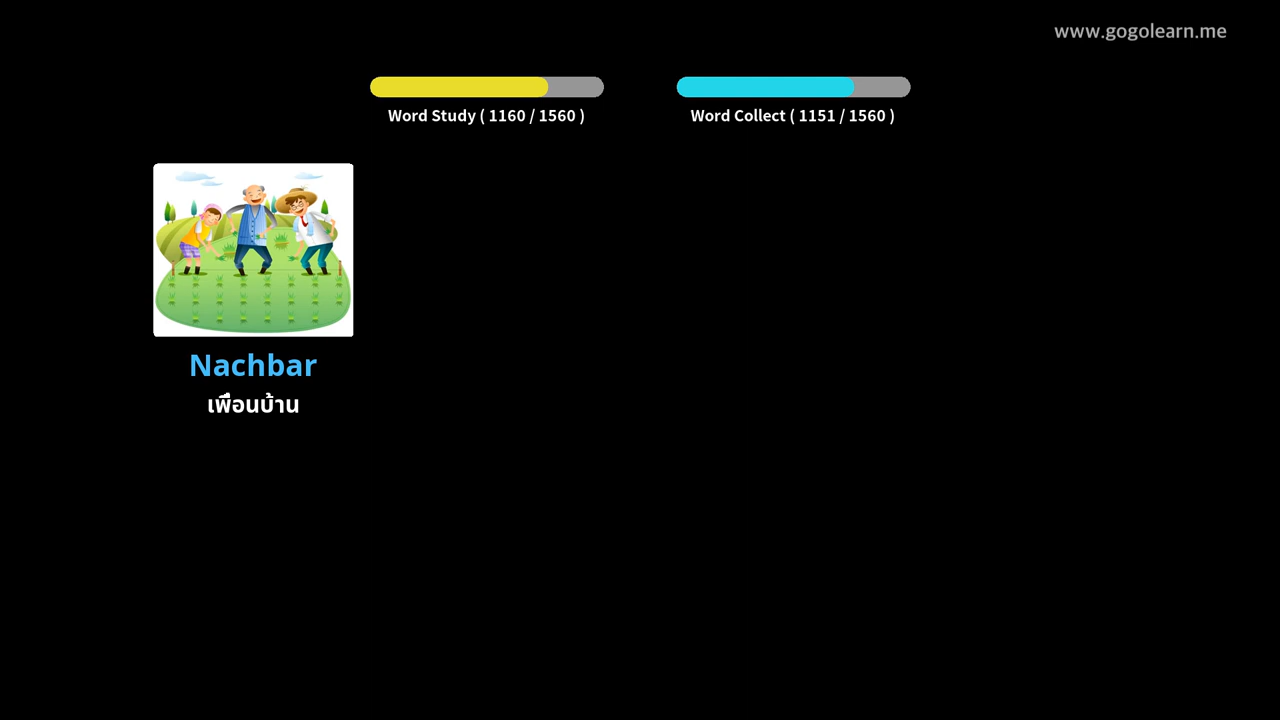 www.gogolearn.me
Word Study ( 1160 / 1560 )
Word Collect ( 1151 / 1560 )
Nachbar
เพื่อนบ้าน